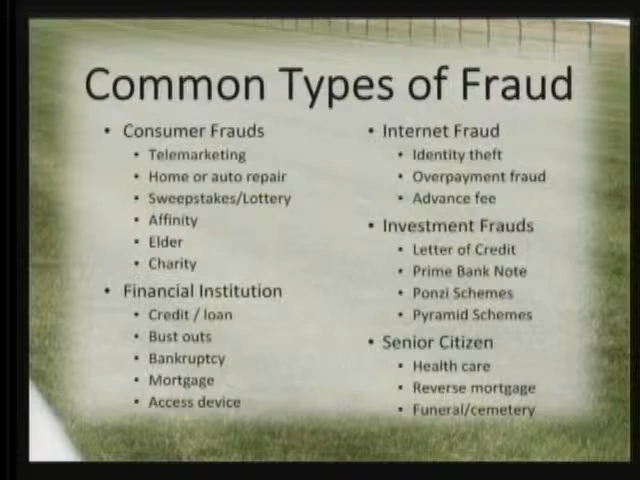 Common Types of Fraud
• Consumer Frauds
• Telemarketing
• Home or auto repair
• Sweepstakes/Lottery
• Affinity
• Elder
• Charity
• Financial Institution
• Credit / loan
• Bust outs
• Bankruptcy
• Mortgage
• Access device
• Internet Fraud
• Identity theft
• Overpayment fraud
• Advance fee
• Investment Frauds
• Letter of Credit
• Prime Bank Note
• Ponzi Schemes
• Pyramid Schemes
• Senior Citizen
• Health care
• Reverse mortgage
• Funeral/cemetery